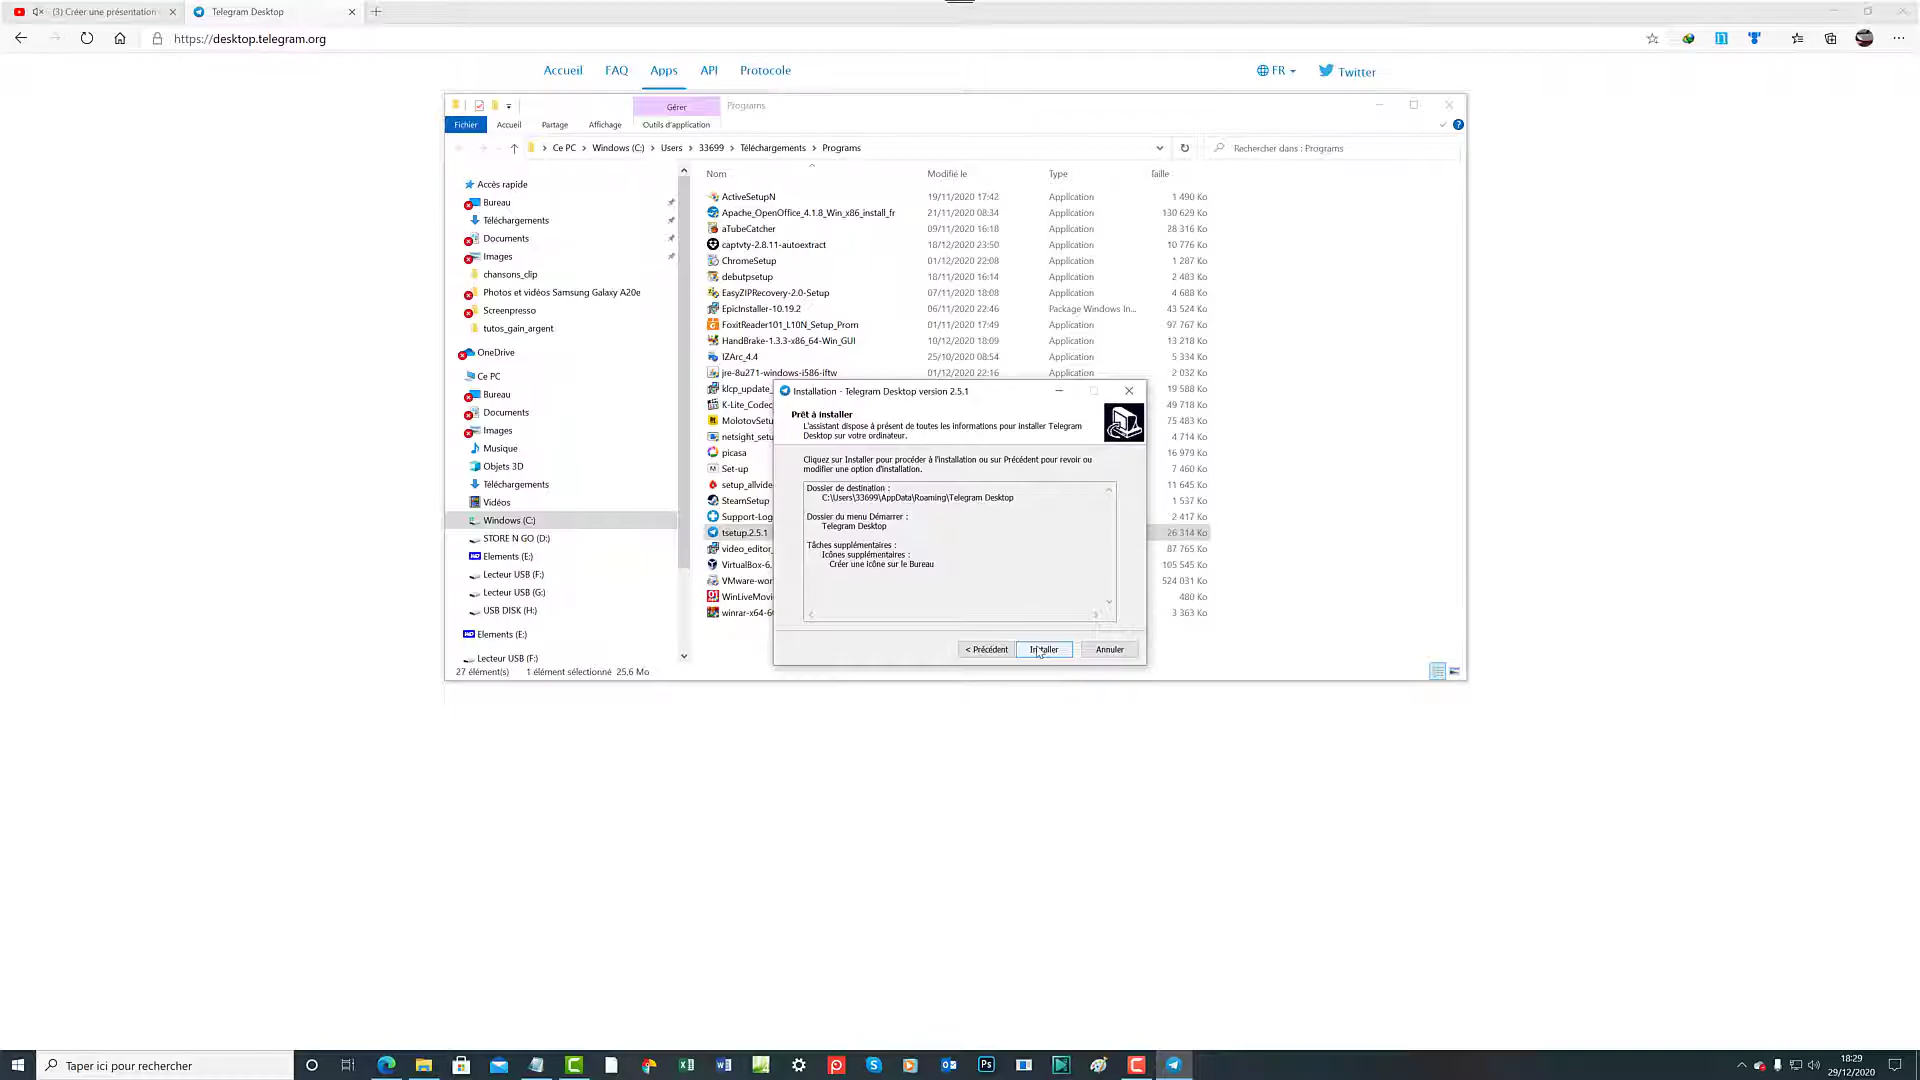 (3) Créer une présentation
Telegram Desktop
https://desktop.telegram.org
Accueil FAQ Apps API Protocole
FR Twitter
Gérer Programs
Fichier Accueil Partage Affichage Outils d'application
Ce PC > Windows (C:) > Users > 33699 > Téléchargements > Programs
Rechercher dans : Programs
Nom Modifié le Type Taille
Accès rapide
Bureau
Téléchargements
Documents
Images
chansons_clip
Photos et vidéos Samsung Galaxy A20e
Screenpresso
tutos_gain_argent
OneDrive
Ce PC
Bureau
Documents
Images
Musique
Objets 3D
Téléchargements
Vidéos
Windows (C:)
STORE N GO (D:)
Elements (E:)
Lecteur USB (F:)
Lecteur USB (G:)
USB DISK (H:)
Elements (E:)
Lecteur USB (F:)
ActiveSetupN 19/11/2020 17:42 Application 1 490 Ko
Apache_OpenOffice_4.1.8_Win_x86_install_fr 21/11/2020 08:34 Application 130 629 Ko
aTubeCatcher 09/11/2020 16:18 Application 28 316 Ko
captvty-2.8.11-autoextract 18/12/2020 23:50 Application 10 776 Ko
ChromeSetup 01/12/2020 22:08 Application 1 287 Ko
debutpsetup 18/11/2020 16:14 Application 2 483 Ko
EasyZIPRecovery-2.0-Setup 07/11/2020 18:08 Application 4 688 Ko
EpicInstaller-10.19.2 06/11/2020 22:46 Package Windows In... 43 524 Ko
FoxitReader101_L10N_Setup_Prom 01/11/2020 17:49 Application 97 767 Ko
HandBrake-1.3.3-x86_64-Win_GUI 10/12/2020 18:09 Application 13 218 Ko
IZArc_4.4 25/10/2020 08:54 Application 5 334 Ko
jre-8u271-windows-i586-iftw 01/12/2020 22:16 Application 2 032 Ko
klcp_update_ 19 588 Ko
K-Lite_Codec 49 718 Ko
MolotovSetu 75 483 Ko
netsight_setu 4 714 Ko
picasa 16 979 Ko
Set-up 7 460 Ko
setup_allvide 11 645 Ko
SteamSetup 1 537 Ko
Support-Log 2 417 Ko
tsetup.2.5.1 26 314 Ko
video_editor_ 87 765 Ko
VirtualBox-6. 105 545 Ko
VMware-wor 524 031 Ko
WinLiveMovi 480 Ko
winrar-x64-6 3 363 Ko
27 élément(s) 1 élément sélectionné 25,6 Mo
Installation - Telegram Desktop version 2.5.1
Prêt à installer
L'assistant dispose à présent de toutes les informations pour installer Telegram
Desktop sur votre ordinateur.
Cliquez sur Installer pour procéder à l'installation ou sur Précédent pour revoir ou
modifier une option d'installation.
Dossier de destination :
C:\Users\33699\AppData\Roaming\Telegram Desktop
Dossier du menu Démarrer :
Telegram Desktop
Tâches supplémentaires :
Icônes supplémentaires :
Créer une icône sur le Bureau
< Précédent Installer Annuler
Taper ici pour rechercher
18:29
29/12/2020